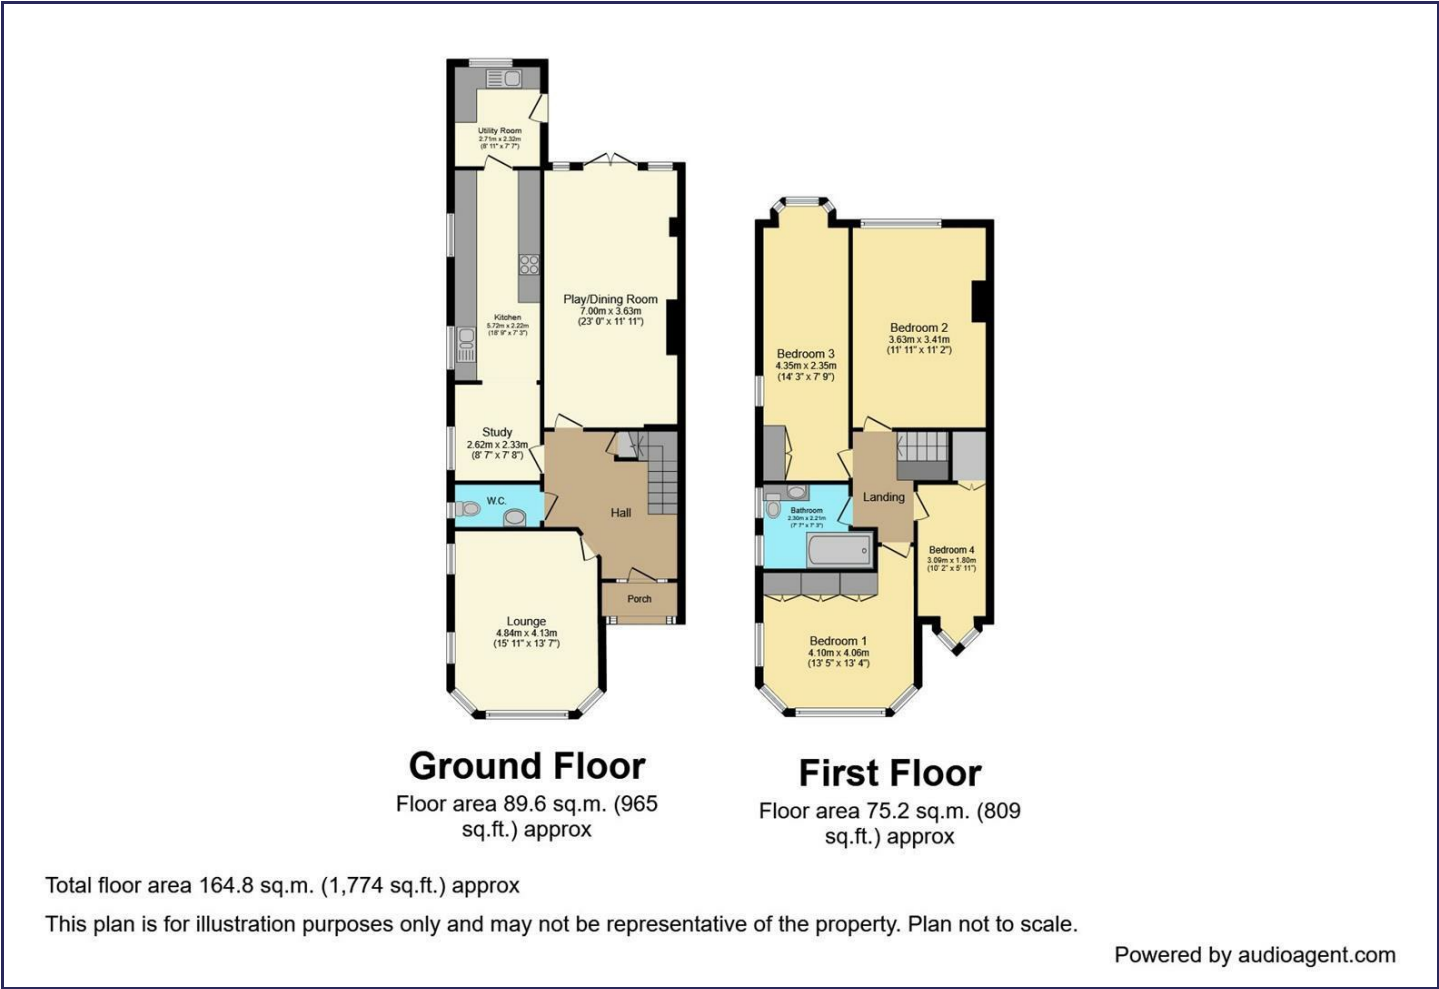 Utility Room
2.71m x 2.32m
(8' 11" x 7' 7")
Kitchen
5.72m x 2.22m
(18' 9" x 7' 3")
Play/Dining Room
7.00m x 3.63m
(23' 0" x 11' 11")
Study
2.62m x 2.33m
(8' 7" x 7' 8")
W.C.
Hall
Lounge
4.84m x 4.13m
(15' 11" x 13' 7")
Porch
Bedroom 3
4.35m x 2.35m
(14' 3" x 7' 9")
Bedroom 2
3.63m x 3.41m
(11' 11" x 11' 2")
Landing
Bathroom
2.30m x 2.21m
(7' 7" x 7' 3")
Bedroom 4
3.09m x 1.80m
(10' 2" x 5' 11")
Bedroom 1
4.10m x 4.06m
(13' 5" x 13' 4")
Ground Floor
Floor area 89.6 sq.m. (965
sq.ft.) approx
First Floor
Floor area 75.2 sq.m. (809
sq.ft.) approx
Total floor area 164.8 sq.m. (1,774 sq.ft.) approx
This plan is for illustration purposes only and may not be representative of the property. Plan not to scale.
Powered by audioagent.com